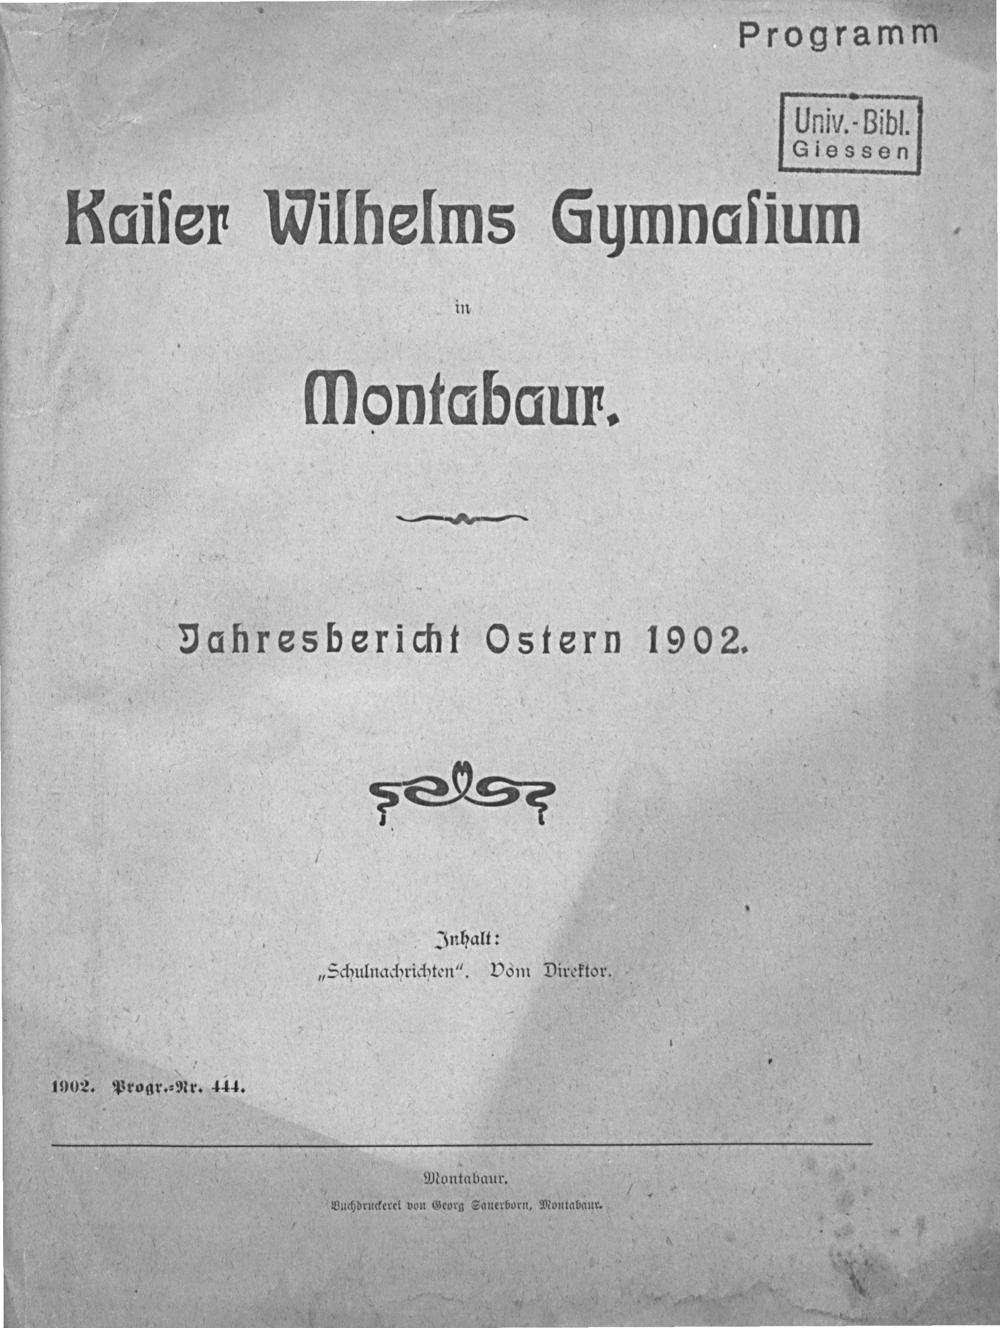 Programm
Univ.-Bibl.
Giessen
Kaiſer Wilhelms Gymnaſium
in
Montabaur.
Jahresbericht Ostern 1902.
Inhalt:
„Schulnachrichten“. Vom Direktor.
1902. Progr.=Nr. 444.
Montabaur.
Buchdruckerei von Georg Sauerborn, Montabaur.